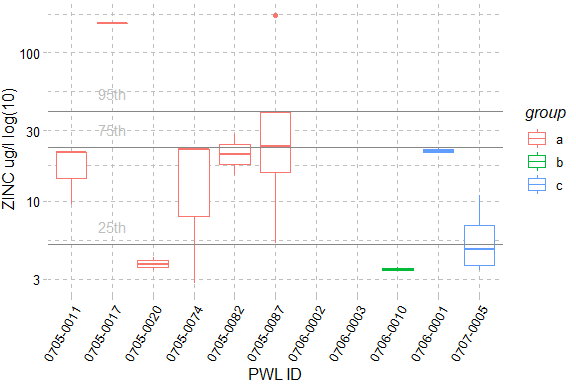 ZINC ug/l log(10)
100
30
10
3
95th
75th
25th
0705-0011
0705-0017
0705-0020
0705-0074
0705-0082
0705-0087
0706-0002
0706-0003
0706-0010
0706-0001
0707-0005
PWL ID
group
a
b
c